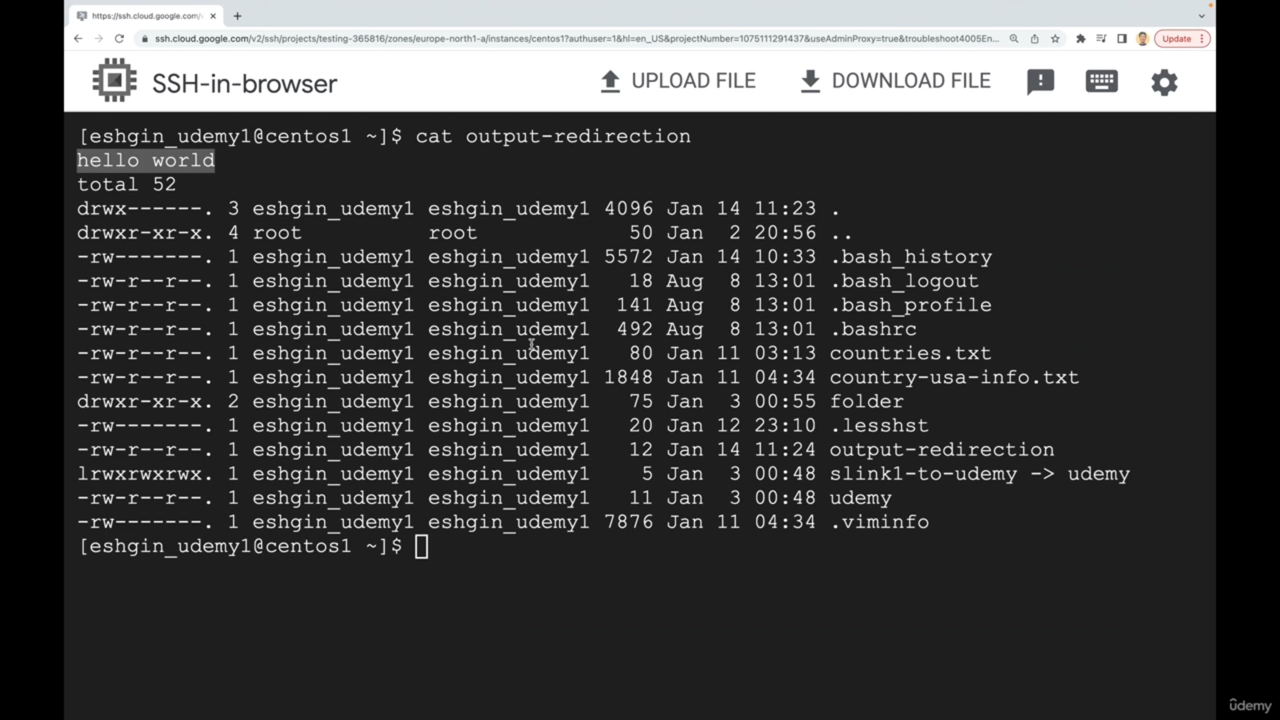 https://ssh.cloud.google.com/v
ssh.cloud.google.com/v2/ssh/projects/testing-365816/zones/europe-north1-a/instances/centos1?authuser=1&hl=en_US&projectNumber=1075111291437&useAdminProxy=true&troubleshoot4005En...
Update
SSH-in-browser
UPLOAD FILE
DOWNLOAD FILE
[eshgin_udemy1@centos1 ~]$ cat output-redirection
hello world
total 52
drwx------. 3 eshgin_udemy1 eshgin_udemy1 4096 Jan 14 11:23 .
drwxr-xr-x. 4 root          root            50 Jan  2 20:56 ..
-rw-------. 1 eshgin_udemy1 eshgin_udemy1 5572 Jan 14 10:33 .bash_history
-rw-r--r--. 1 eshgin_udemy1 eshgin_udemy1   18 Aug  8 13:01 .bash_logout
-rw-r--r--. 1 eshgin_udemy1 eshgin_udemy1  141 Aug  8 13:01 .bash_profile
-rw-r--r--. 1 eshgin_udemy1 eshgin_udemy1  492 Aug  8 13:01 .bashrc
-rw-r--r--. 1 eshgin_udemy1 eshgin_udemy1   80 Jan 11 03:13 countries.txt
-rw-r--r--. 1 eshgin_udemy1 eshgin_udemy1 1848 Jan 11 04:34 country-usa-info.txt
drwxr-xr-x. 2 eshgin_udemy1 eshgin_udemy1   75 Jan  3 00:55 folder
-rw-------. 1 eshgin_udemy1 eshgin_udemy1   20 Jan 12 23:10 .lesshst
-rw-r--r--. 1 eshgin_udemy1 eshgin_udemy1   12 Jan 14 11:24 output-redirection
lrwxrwxrwx. 1 eshgin_udemy1 eshgin_udemy1    5 Jan  3 00:48 slink1-to-udemy -> udemy
-rw-r--r--. 1 eshgin_udemy1 eshgin_udemy1   11 Jan  3 00:48 udemy
-rw-------. 1 eshgin_udemy1 eshgin_udemy1 7876 Jan 11 04:34 .viminfo
[eshgin_udemy1@centos1 ~]$
ûdemy